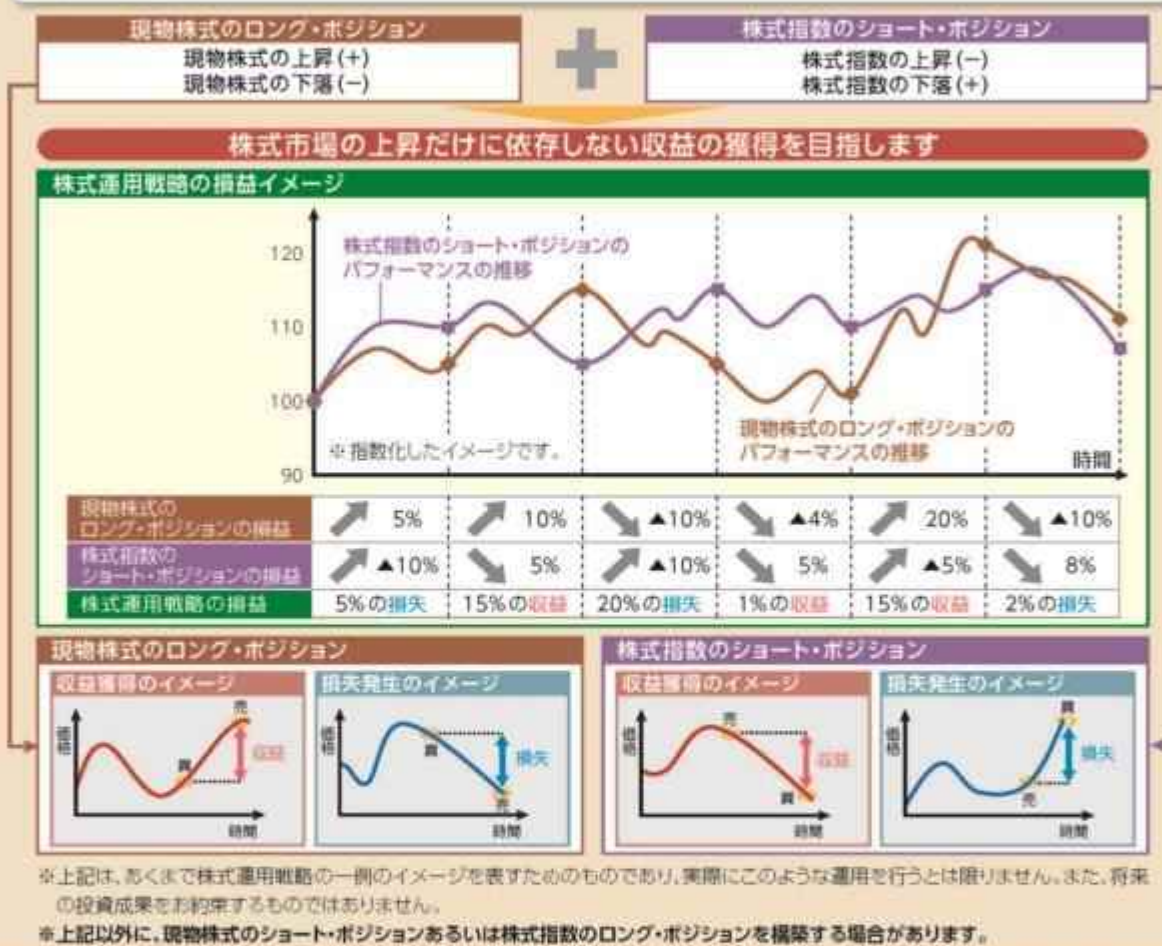 現物株式のロング・ポジション
現物株式の上昇(+)
現物株式の下落(−)
株式指数のショート・ポジション
株式指数の上昇(−)
株式指数の下落(+)
株式市場の上昇だけに依存しない収益の獲得を目指します
株式運用戦略の損益イメージ
120
110
100
90
株式指数のショート・ポジションの
パフォーマンスの推移
現物株式のロング・ポジションの
パフォーマンスの推移
※指数化したイメージです。
時間
現物株式の
ロング・ポジションの損益
5%
10%
▲10%
▲4%
20%
▲10%
株式指数の
ショート・ポジションの損益
▲10%
5%
▲10%
5%
▲5%
8%
株式運用戦略の損益
5%の損失
15%の収益
20%の損失
1%の収益
15%の収益
2%の損失
現物株式のロング・ポジション
収益獲得のイメージ
価格
買
売
収益
時間
損失発生のイメージ
価格
買
売
損失
時間
株式指数のショート・ポジション
収益獲得のイメージ
価格
売
買
収益
時間
損失発生のイメージ
価格
売
買
損失
時間
※上記は、あくまで株式運用戦略の一例のイメージを表すためのものであり、実際にこのような運用を行うとは限りません。また、将来
の投資成果をお約束するものではありません。
※上記以外に、現物株式のショート・ポジションあるいは株式指数のロング・ポジションを構築する場合があります。